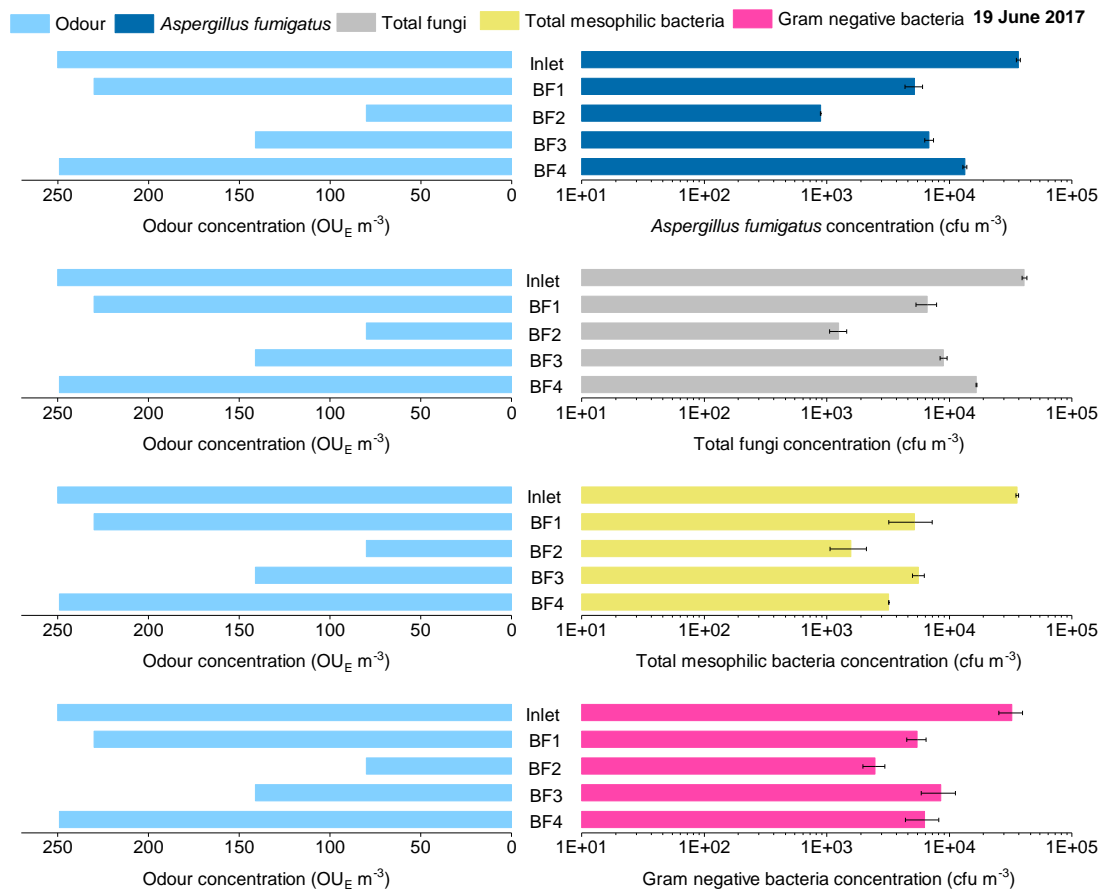 Odour Aspergillus fumigatus Total fungi Total mesophilic bacteria Gram negative bacteria 19 June 2017
Inlet
BF1
BF2
BF3
BF4
250 200 150 100 50 0 1E+01 1E+02 1E+03 1E+04 1E+05
Odour concentration (OU_E m⁻³) Aspergillus fumigatus concentration (cfu m⁻³)
Inlet
BF1
BF2
BF3
BF4
250 200 150 100 50 0 1E+01 1E+03 1E+04 1E+05
Odour concentration (OU_E m⁻³) Total fungi concentration (cfu m⁻³)
Inlet
BF1
BF2
BF3
BF4
250 200 150 100 50 0 1E+01 1E+02 1E+03 1E+04 1E+05
Odour concentration (OU_E m⁻³) Total mesophilic bacteria concentration (cfu m⁻³)
Inlet
BF1
BF2
BF3
BF4
250 200 150 100 50 0 1E+01 1E+02 1E+03 1E+04 1E+05
Odour concentration (OU_E m⁻³) Gram negative bacteria concentration (cfu m⁻³)